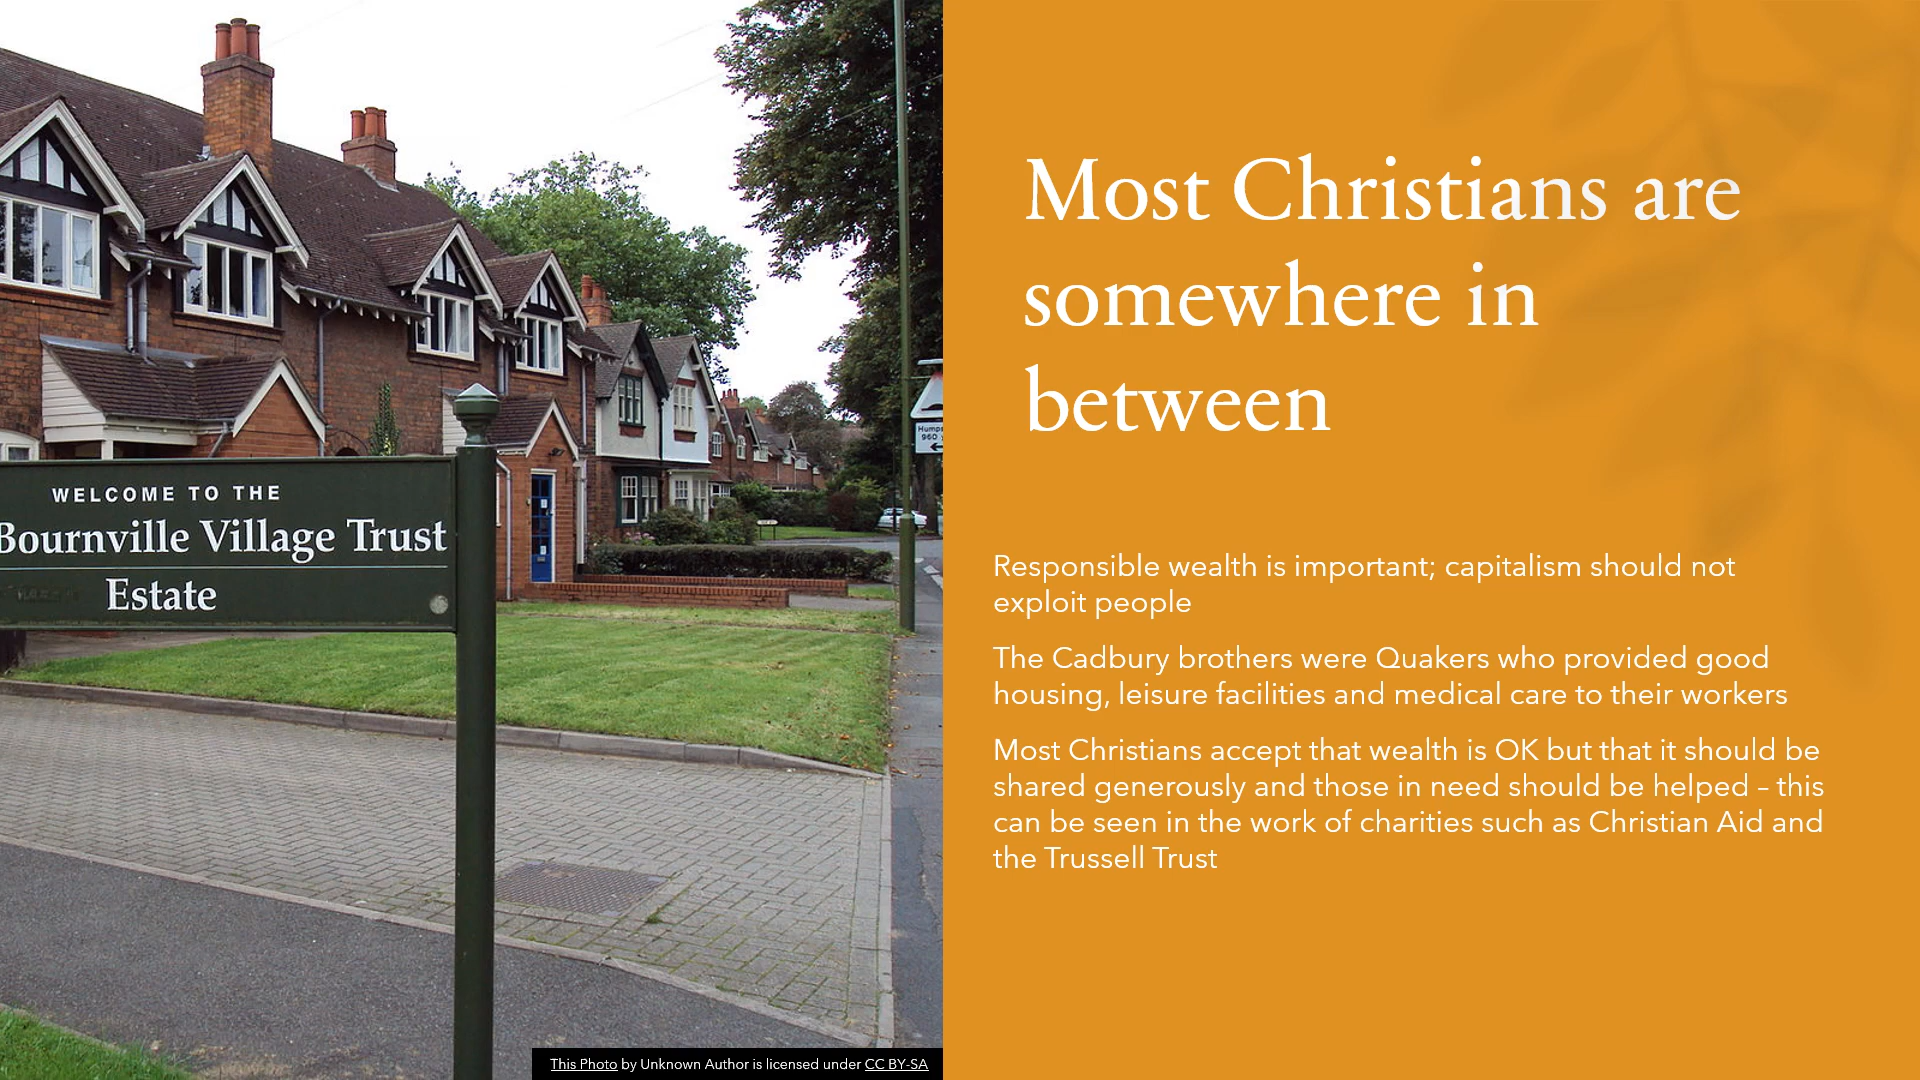 WELCOME TO THE
Bournville Village Trust
Estate
Humps
960 y
This Photo by Unknown Author is licensed under CC BY-SA
Most Christians are
somewhere in
between
Responsible wealth is important; capitalism should not
exploit people
The Cadbury brothers were Quakers who provided good
housing, leisure facilities and medical care to their workers
Most Christians accept that wealth is OK but that it should be
shared generously and those in need should be helped – this
can be seen in the work of charities such as Christian Aid and
the Trussell Trust